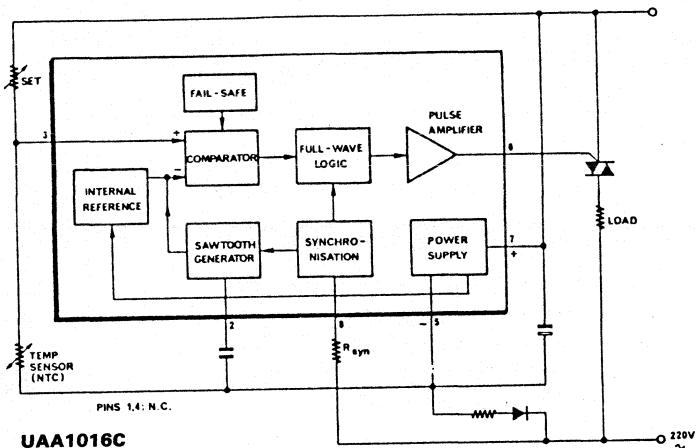 SET
FAIL-SAFE
PULSE
AMPLIFIER
3
+
COMPARATOR
−
FULL-WAVE
LOGIC
6
INTERNAL
REFERENCE
LOAD
SAWTOOTH
GENERATOR
SYNCHRO-
NISATION
POWER
SUPPLY
7
+
2
8
− 5
TEMP
SENSOR
(NTC)
Rsyn
PINS 1,4: N.C.
UAA1016C
220V
~